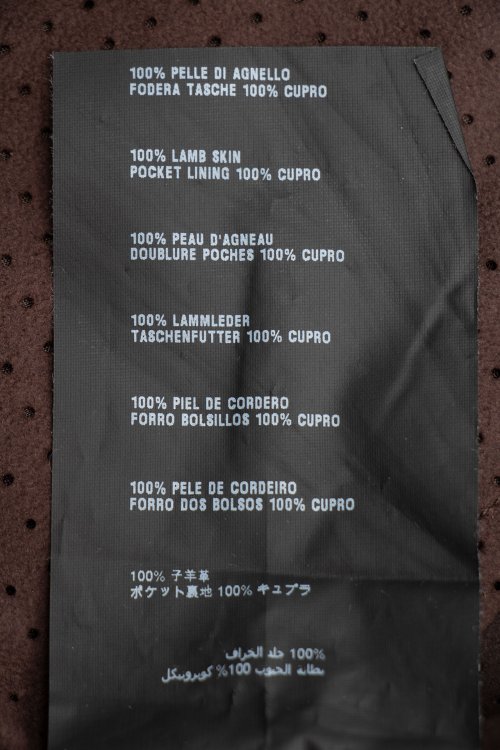 100% PELLE DI AGNELLO
FODERA TASCHE 100% CUPRO
100% LAMB SKIN
POCKET LINING 100% CUPRO
100% PEAU D'AGNEAU
DOUBLURE POCHES 100% CUPRO
100% LAMMLEDER
TASCHENFUTTER 100% CUPRO
100% PIEL DE CORDERO
FORRO BOLSILLOS 100% CUPRO
100% PELE DE CORDEIRO
FORRO DOS BOLSOS 100% CUPRO
100% 子羊革
ポケット裏地 100% キュプラ
100% جلد الخراف
بطانة الجيوب 100% كوبرونيكل